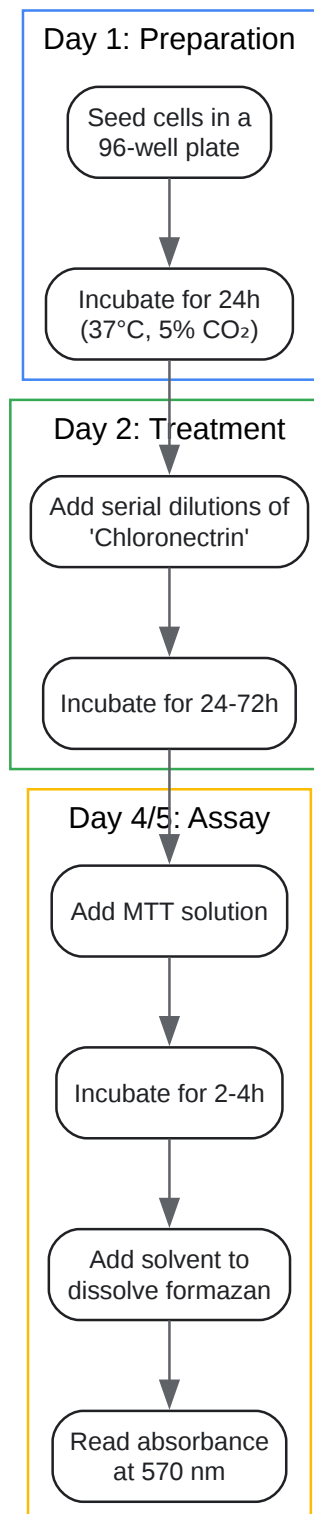 Day 1: Preparation
Seed cells in a
96-well plate
Incubate for 24h
(37°C, 5% CO₂)
Day 2: Treatment
Add serial dilutions of
'Chloronectrin'
Incubate for 24-72h
Day 4/5: Assay
Add MTT solution
Incubate for 2-4h
Add solvent to
dissolve formazan
Read absorbance
at 570 nm